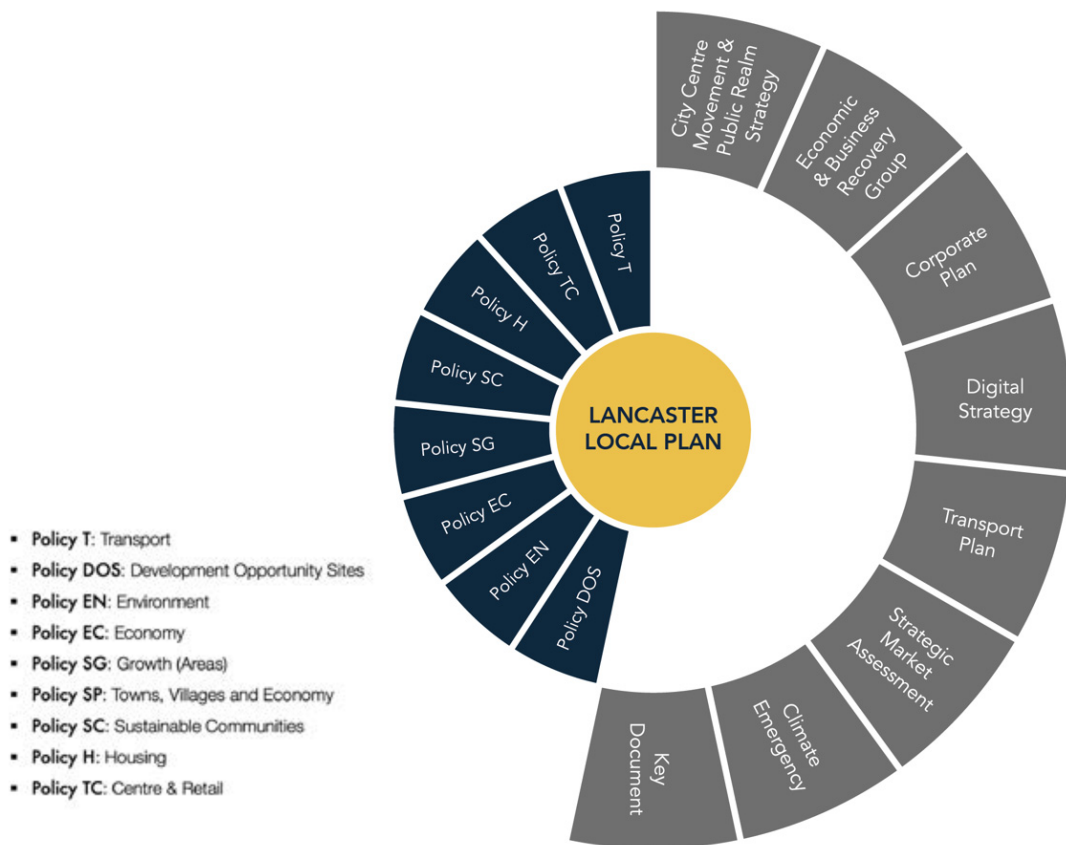 City Centre
Movement &
Public Realm
Strategy
Economic
& Business
Recovery
Group
Corporate
Plan
Digital
Strategy
Transport
Plan
Strategic
Market
Assessment
Climate
Emergency
Key
Document
Policy T
Policy TC
Policy H
Policy SC
Policy SG
Policy EC
Policy EN
Policy DOS
LANCASTER
LOCAL PLAN
▪ Policy T: Transport
▪ Policy DOS: Development Opportunity Sites
▪ Policy EN: Environment
▪ Policy EC: Economy
▪ Policy SG: Growth (Areas)
▪ Policy SP: Towns, Villages and Economy
▪ Policy SC: Sustainable Communities
▪ Policy H: Housing
▪ Policy TC: Centre & Retail